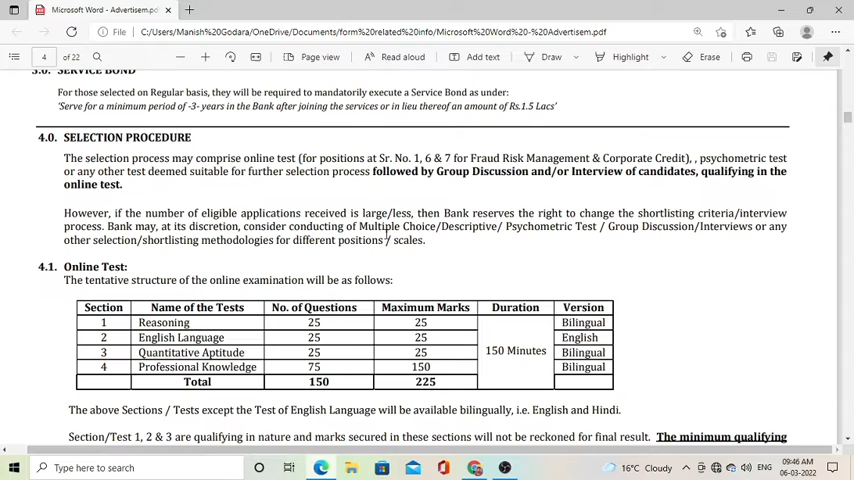 Microsoft Word - Advertisem.pdf
File
C:/Users/Manish%20Godara/OneDrive/Documents/form%20related%20info/Microsoft%20Word%20-%20Advertisem.pdf
4 of 22
Page view
Read aloud
Add text
Draw
Highlight
Erase
3.0. SERVICE BOND
For those selected on Regular basis, they will be required to mandatorily execute a Service Bond as under:
‘Serve for a minimum period of -3- years in the Bank after joining the services or in lieu thereof an amount of Rs.1.5 Lacs’
4.0. SELECTION PROCEDURE
The selection process may comprise online test (for positions at Sr. No. 1, 6 & 7 for Fraud Risk Management & Corporate Credit), , psychometric test
or any other test deemed suitable for further selection process followed by Group Discussion and/or Interview of candidates, qualifying in the
online test.
However, if the number of eligible applications received is large/less, then Bank reserves the right to change the shortlisting criteria/interview
process. Bank may, at its discretion, consider conducting of Multiple Choice/Descriptive/ Psychometric Test / Group Discussion/Interviews or any
other selection/shortlisting methodologies for different positions / scales.
4.1. Online Test:
The tentative structure of the online examination will be as follows:
Section Name of the Tests No. of Questions Maximum Marks Duration Version
1 Reasoning 25 25 Bilingual
2 English Language 25 25 English
3 Quantitative Aptitude 25 25 150 Minutes Bilingual
4 Professional Knowledge 75 150 Bilingual
Total 150 225
The above Sections / Tests except the Test of English Language will be available bilingually, i.e. English and Hindi.
Section/Test 1, 2 & 3 are qualifying in nature and marks secured in these sections will not be reckoned for final result. The minimum qualifying
Type here to search
16°C Cloudy
ENG
09:46 AM
06-03-2022